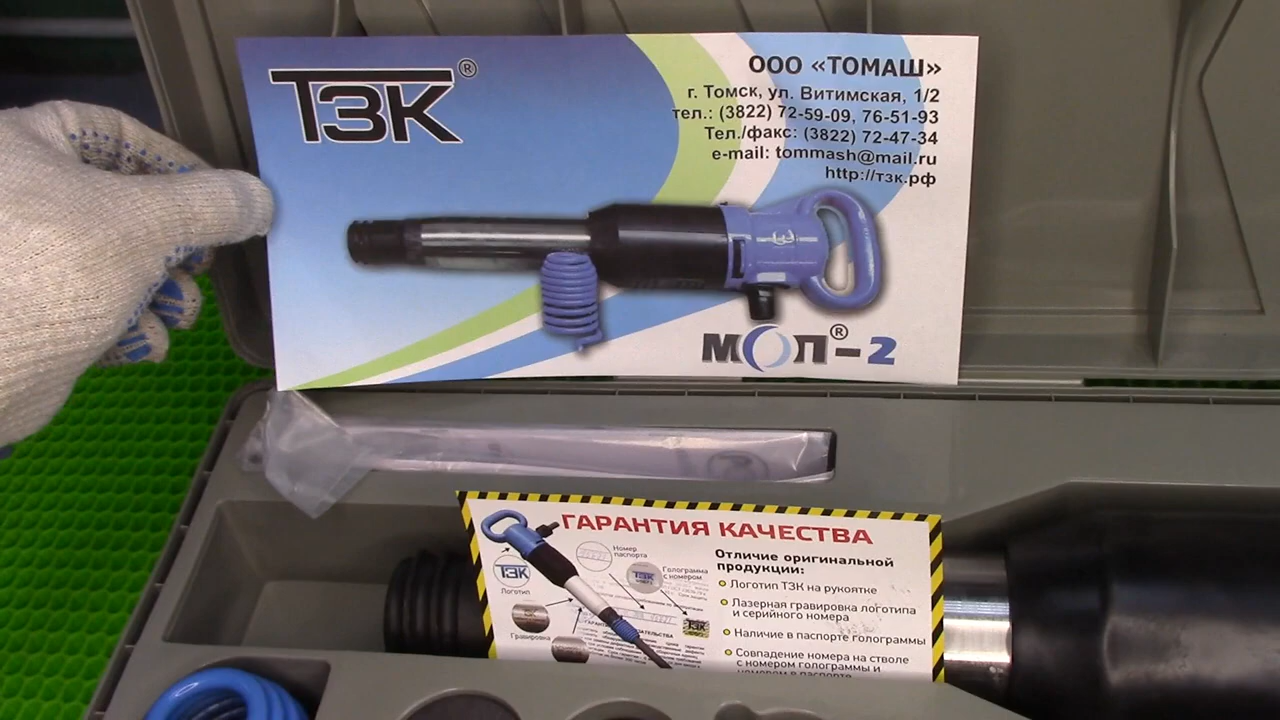 ТЗК®
ООО «ТОМАШ»
г. Томск, ул. Витимская, 1/2
тел.: (3822) 72-59-09, 76-51-93
Тел./факс: (3822) 72-47-34
e-mail: tommash@mail.ru
http://тзк.рф
МОП®-2
ГАРАНТИЯ КАЧЕСТВА
Номер
паспорта
Голограмма
с номером
ТЗК
Логотип
Гравировка
Отличие оригинальной
продукции:
Логотип ТЗК на рукоятке
Лазерная гравировка логотипа
и серийного номера
Наличие в паспорте голограммы
Совпадение номера на стволе
с номером голограммы и
номером в паспорте